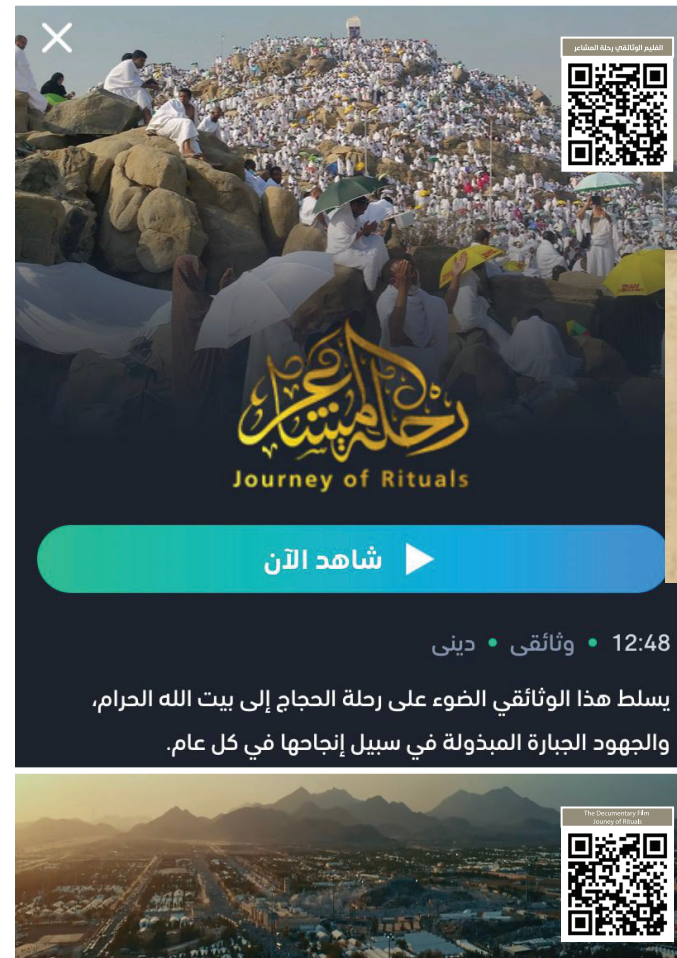 الفليم الوثائقي رحلة المشاعر
رحلة مشاعر
Journey of Rituals
شاهد الآن
12:48 • وثائقى • دينى
يسلط هذا الوثائقي الضوء على رحلة الحجاج إلى بيت الله الحرام،
والجهود الجبارة المبذولة في سبيل إنجاحها في كل عام.
The Documentary Film
Jouney of Rituals